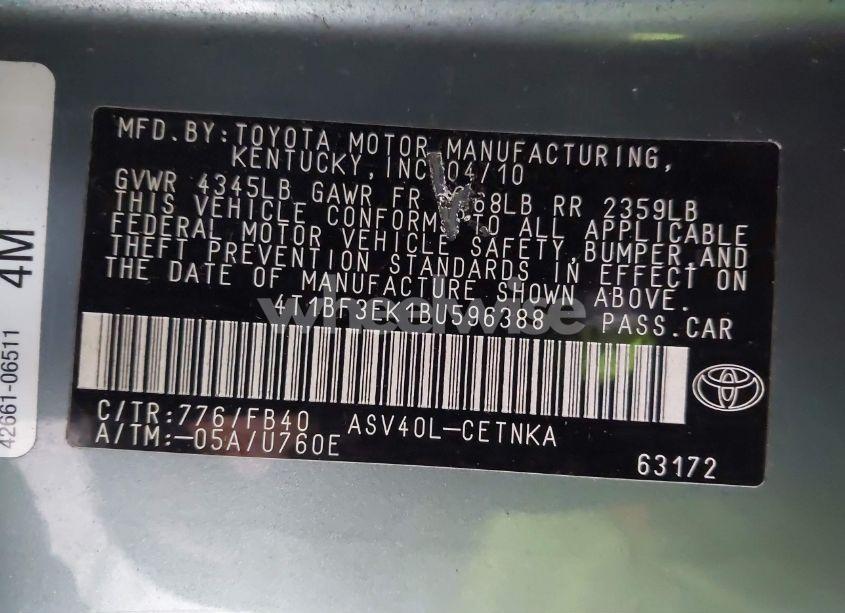 MFD.BY:TOYOTA MOTOR MANUFACTURING,
KENTUCKY,INC 04/10
GVWR 4345LB GAWR FR 68LB RR 2359LB
THIS VEHICLE CONFORMS TO ALL APPLICABLE
FEDERAL MOTOR VEHICLE SAFETY,BUMPER,AND
THEFT PREVENTION STANDARDS IN EFFECT ON
THE DATE OF MANUFACTURE SHOWN ABOVE.
4T1BF3EK1BU596388 PASS.CAR
wheelwise
C/TR:776/FB40 ASV40L-CETNKA
A/TM:-05A/U760E
63172
42661-06511 4M